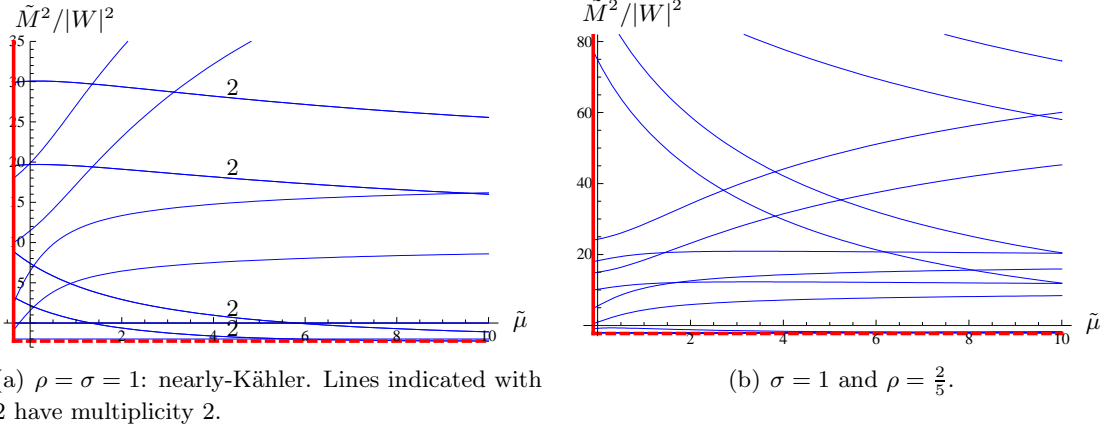 M̃²/|W|²
35
30
25
20
15
10
5
2
2
2
2
2 4 6 8 10
μ̃
(a) ρ = σ = 1: nearly-Kähler. Lines indicated with
2 have multiplicity 2.
M̃²/|W|²
80
60
40
20
2 4 6 8 10
μ̃
(b) σ = 1 and ρ = 2/5.